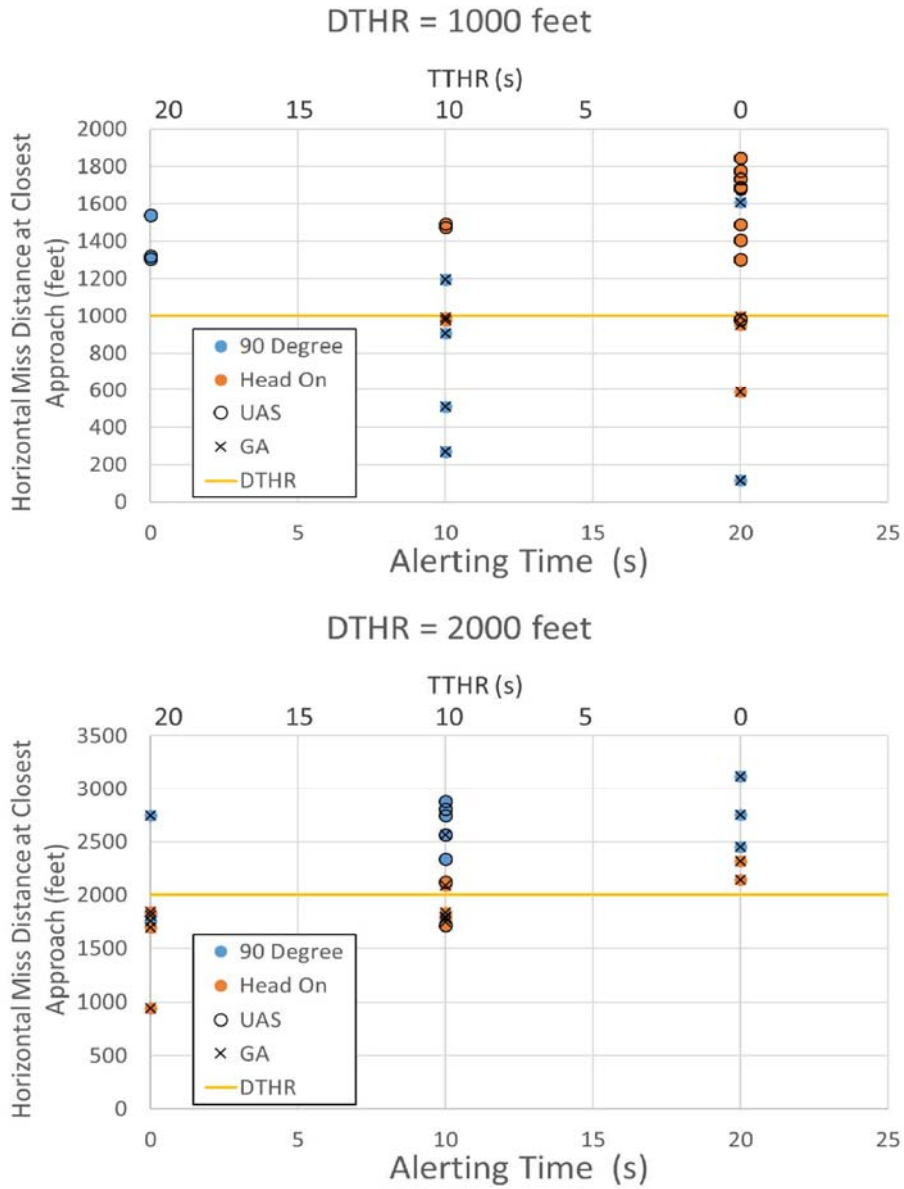 DTHR = 1000 feet
TTHR (s)
20 15 10 5 0
Horizontal Miss Distance at Closest
Approach (feet)
2000
1800
1600
1400
1200
1000
800
600
400
200
0
90 Degree
Head On
UAS
GA
DTHR
0 5 10 15 20 25
Alerting Time (s)
DTHR = 2000 feet
TTHR (s)
20 15 10 5 0
Horizontal Miss Distance at Closest
Approach (feet)
3500
3000
2500
2000
1500
1000
500
0
90 Degree
Head On
UAS
GA
DTHR
0 5 10 15 20 25
Alerting Time (s)